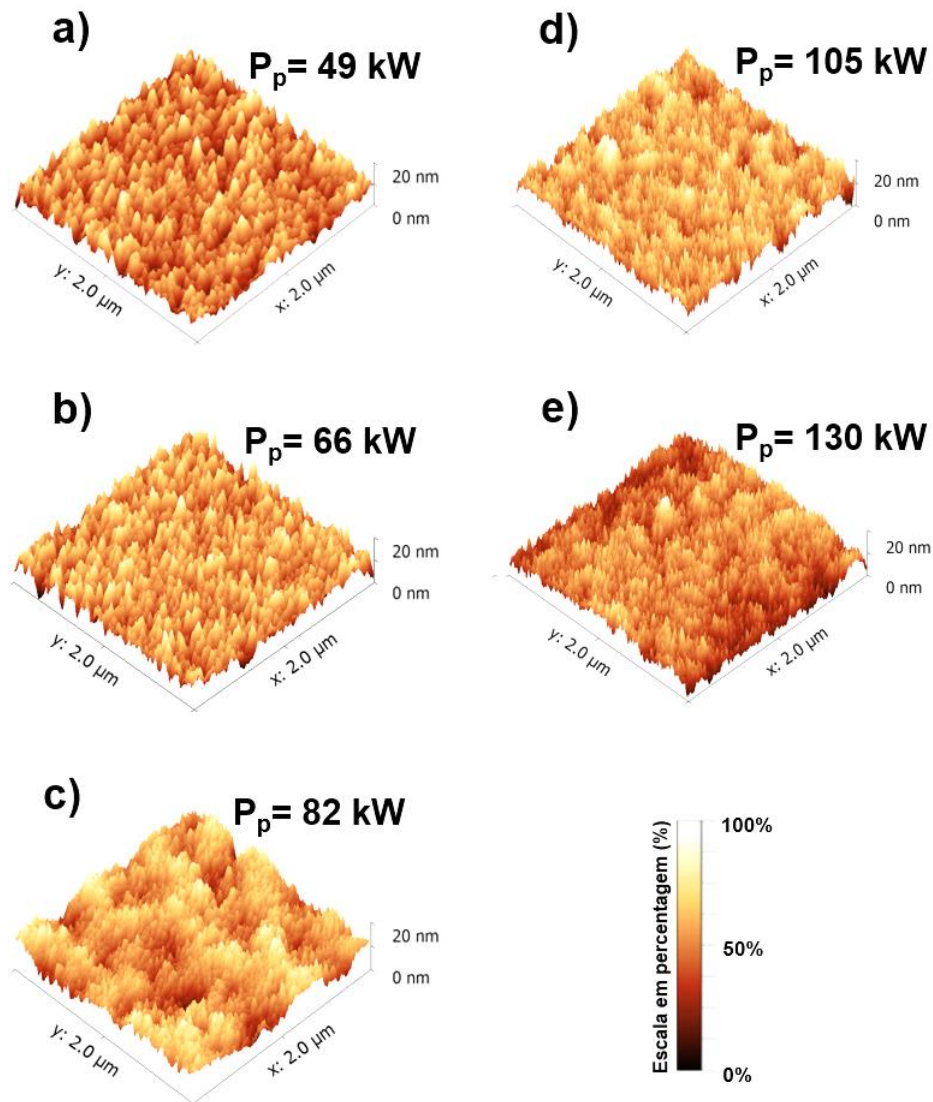 a)
Pp= 49 kW
20 nm
0 nm
y: 2.0 µm
x: 2.0 µm
b)
Pp= 66 kW
20 nm
0 nm
y: 2.0 µm
x: 2.0 µm
c)
Pp= 82 kW
20 nm
0 nm
y: 2.0 µm
x: 2.0 µm
d)
Pp= 105 kW
20 nm
0 nm
y: 2.0 µm
x: 2.0 µm
e)
Pp= 130 kW
20 nm
0 nm
y: 2.0 µm
x: 2.0 µm
Escala em percentagem (%)
100%
50%
0%